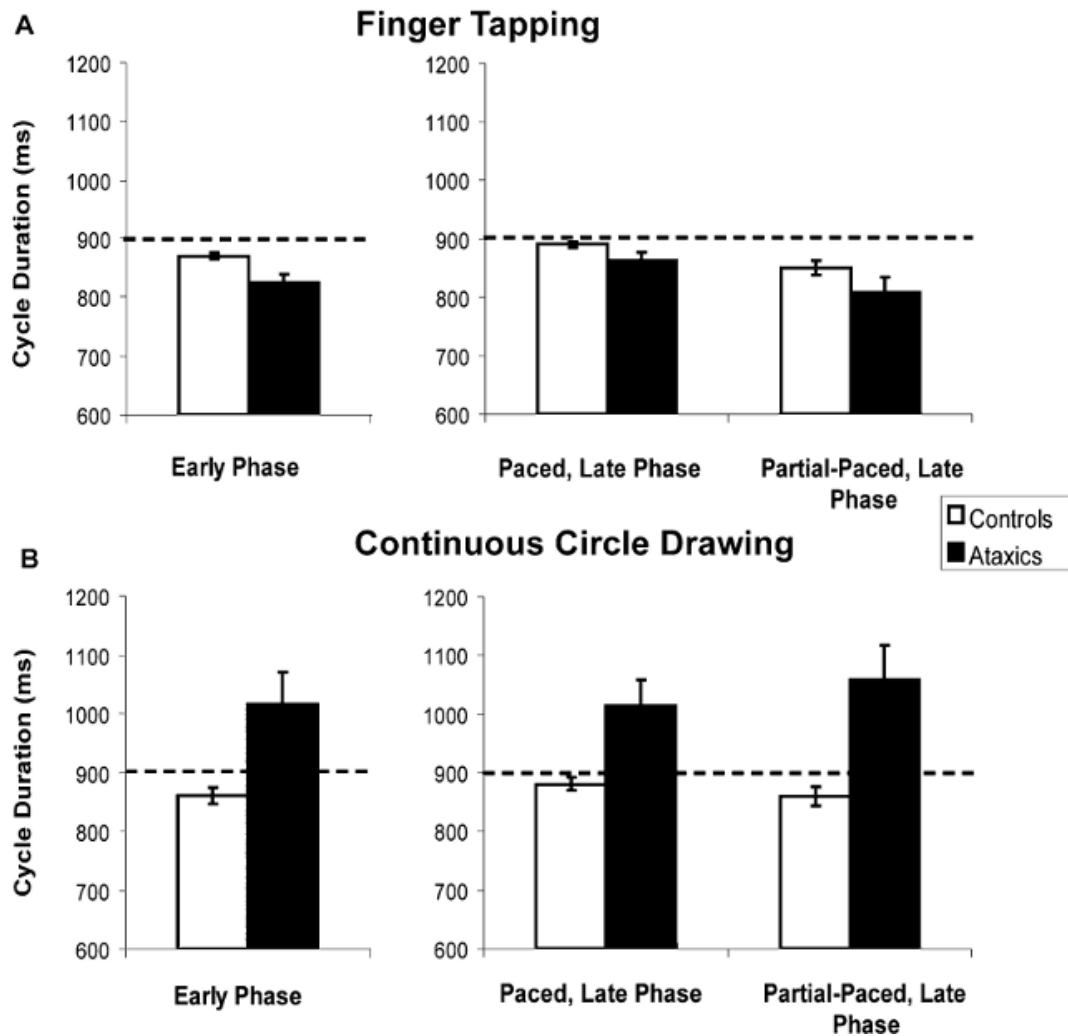 A
Finger Tapping
Cycle Duration (ms)
1200
1100
1000
900
800
700
600
Early Phase
1200
1100
1000
900
800
700
600
Paced, Late Phase
Partial-Paced, Late
Phase
Controls
Ataxics
B
Continuous Circle Drawing
Cycle Duration (ms)
1200
1100
1000
900
800
700
600
Early Phase
1200
1100
1000
900
800
700
600
Paced, Late Phase
Partial-Paced, Late
Phase